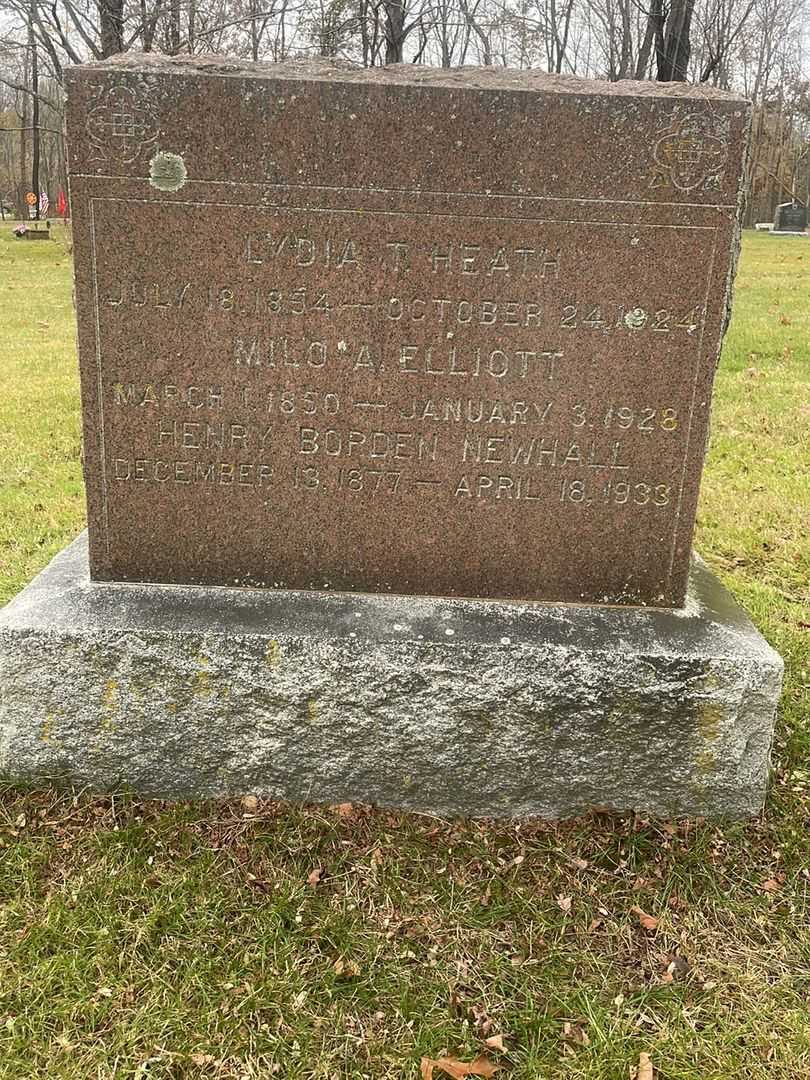 LYDIA T. HEATH
JULY 18, 1854 — OCTOBER 24, 1924
MILO A. ELLIOTT
MARCH 1, 1850 — JANUARY 3, 1928
HENRY BORDEN NEWHALL
DECEMBER 13, 1877 — APRIL 18, 1933